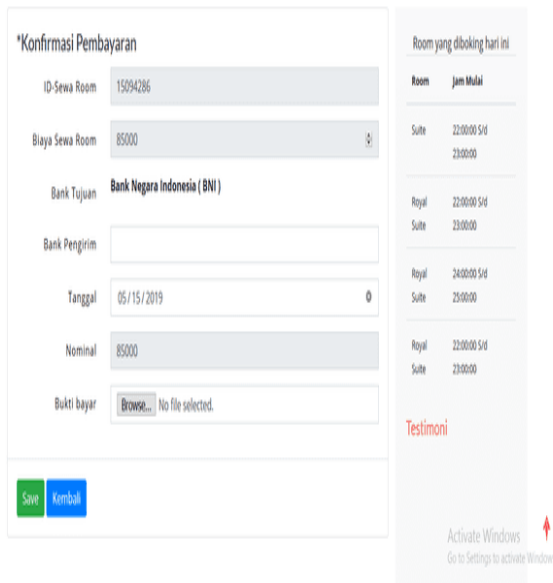 *Konfirmasi Pembayaran
ID-Sewa Room 15094286
Biaya Sewa Room 85000
Bank Tujuan Bank Negara Indonesia ( BNI )
Bank Pengirim
Tanggal 05 / 15 / 2019
Nominal 85000
Bukti bayar Browse... No file selected.
Save Kembali
Room yang diboking hari ini
Room Jam Mulai
Suite 22:00:00 S/d
23:00:00
Royal 22:00:00 S/d
Suite 23:00:00
Royal 24:00:00 S/d
Suite 25:00:00
Royal 22:00:00 S/d
Suite 23:00:00
Testimoni
Activate Windows
Go to Settings to activate Window